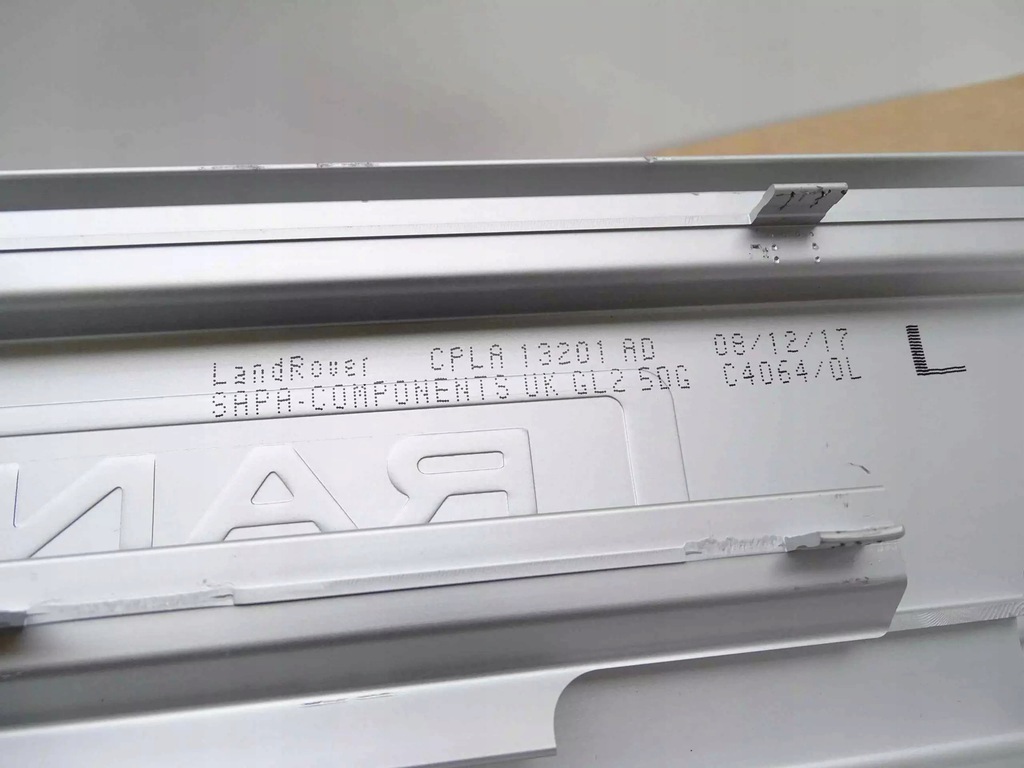 LandRover CPLA 13201 AD 08/12/17 L
SAPA-COMPONENTS UK GL2 5DG C4064/0L
RAN